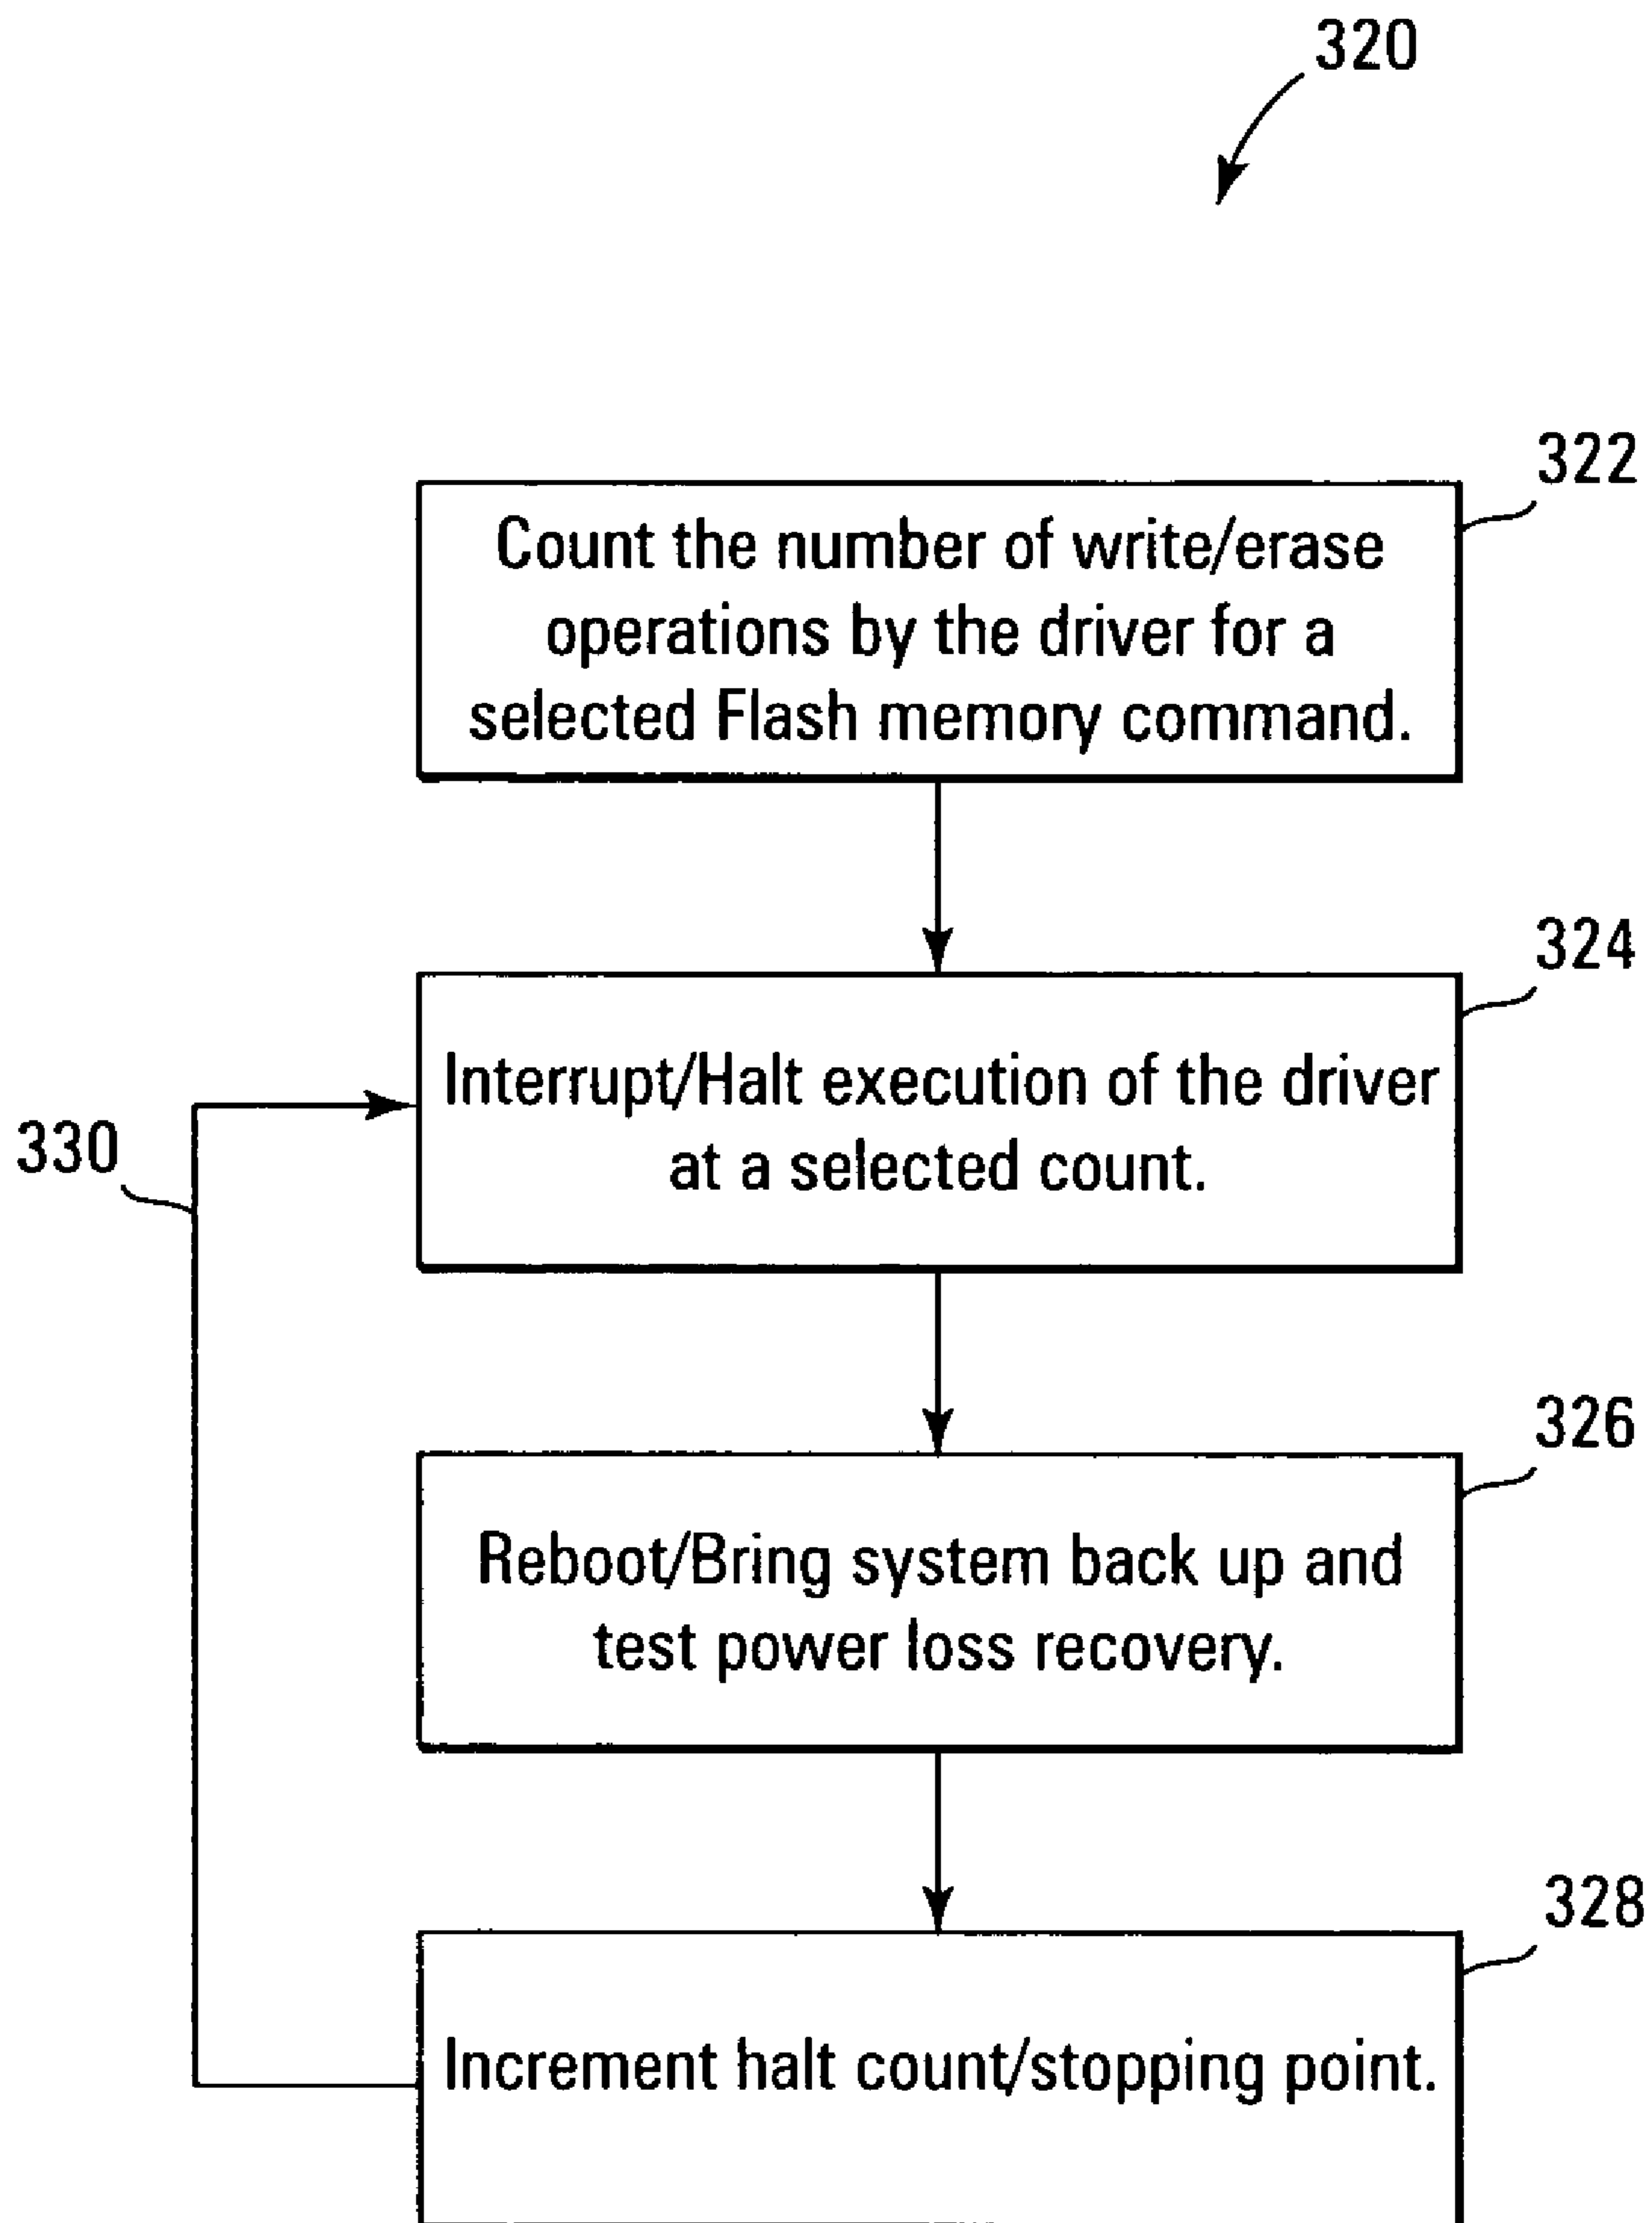 320
322
Count the number of write/erase
operations by the driver for a
selected Flash memory command.
324
Interrupt/Halt execution of the driver
at a selected count.
330
326
Reboot/Bring system back up and
test power loss recovery.
328
Increment halt count/stopping point.